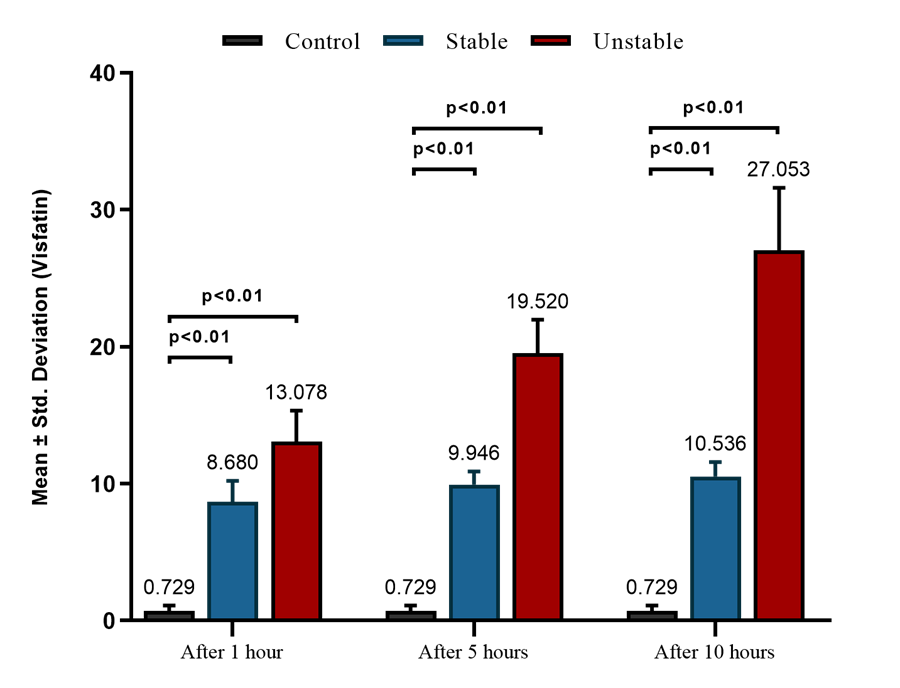 Control Stable Unstable
Mean ± Std. Deviation (Visfatin)
40
30
20
10
0
p<0.01
p<0.01
13.078
8.680
0.729
p<0.01
p<0.01
19.520
9.946
0.729
p<0.01
p<0.01
27.053
10.536
0.729
After 1 hour After 5 hours After 10 hours